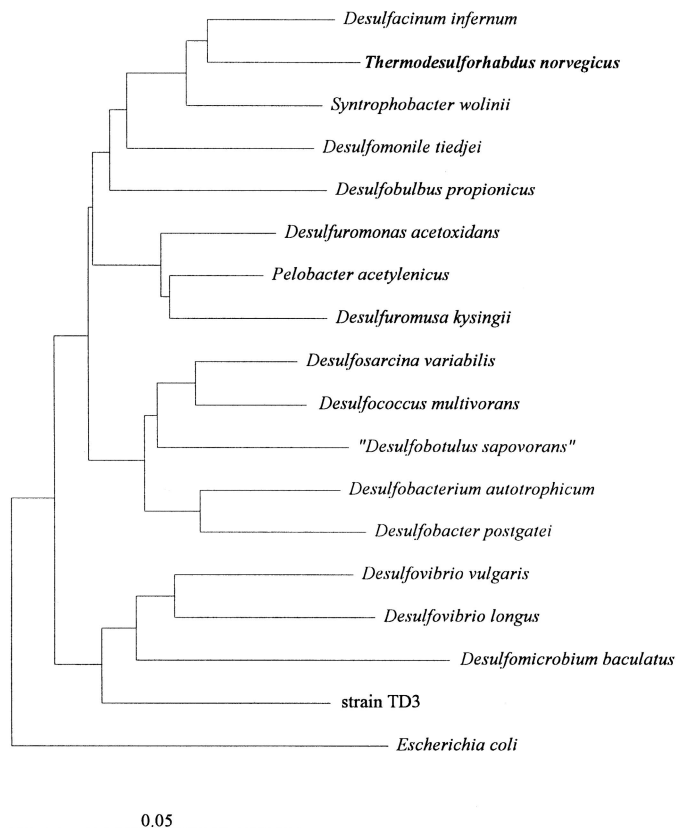 Desulfacinum infernum
Thermodesulforhabdus norvegicus
Syntrophobacter wolinii
Desulfomonile tiedjei
Desulfobulbus propionicus
Desulfuromonas acetoxidans
Pelobacter acetylenicus
Desulfuromusa kysingii
Desulfosarcina variabilis
Desulfococcus multivorans
"Desulfobotulus sapovorans"
Desulfobacterium autotrophicum
Desulfobacter postgatei
Desulfovibrio vulgaris
Desulfovibrio longus
Desulfomicrobium baculatus
strain TD3
Escherichia coli
0.05